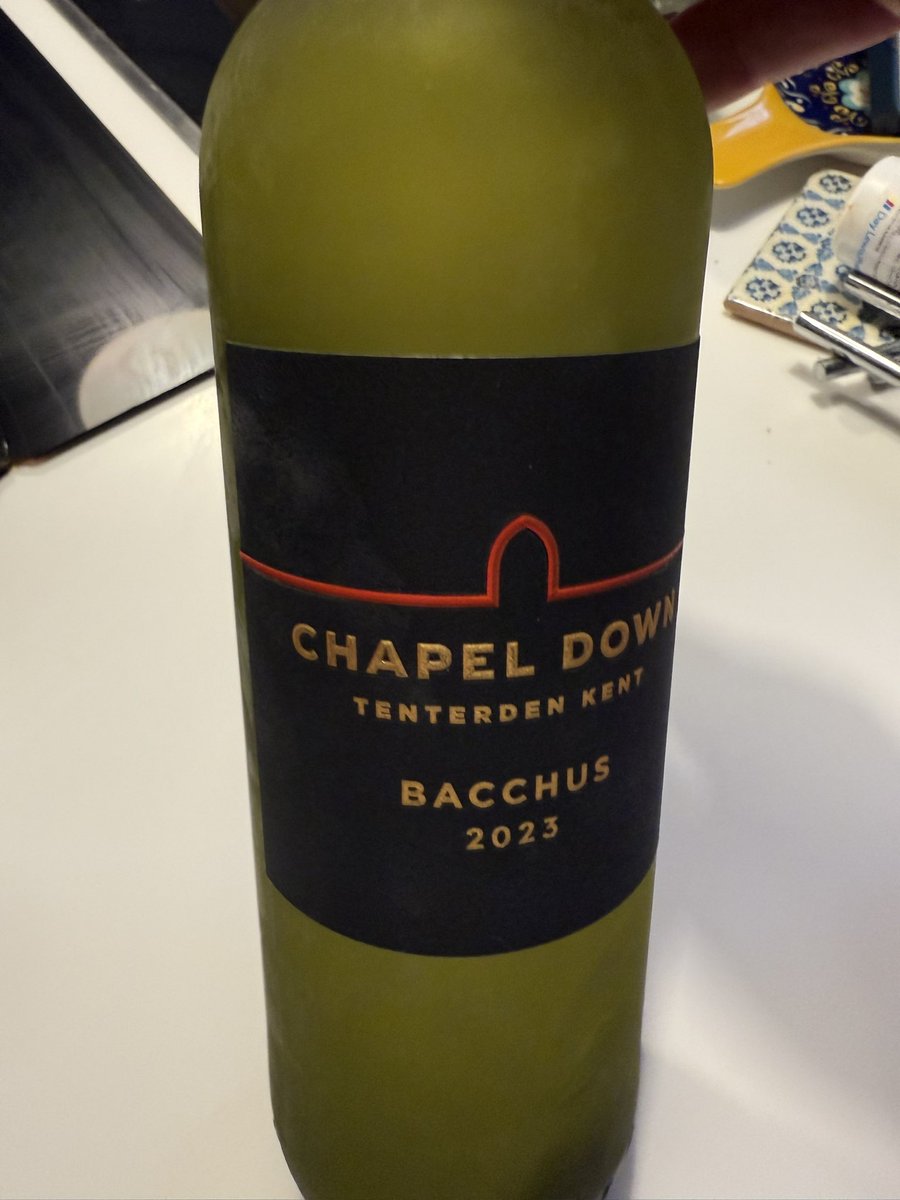 CHAPEL DOWN
TENTERDEN KENT
BACCHUS
2023